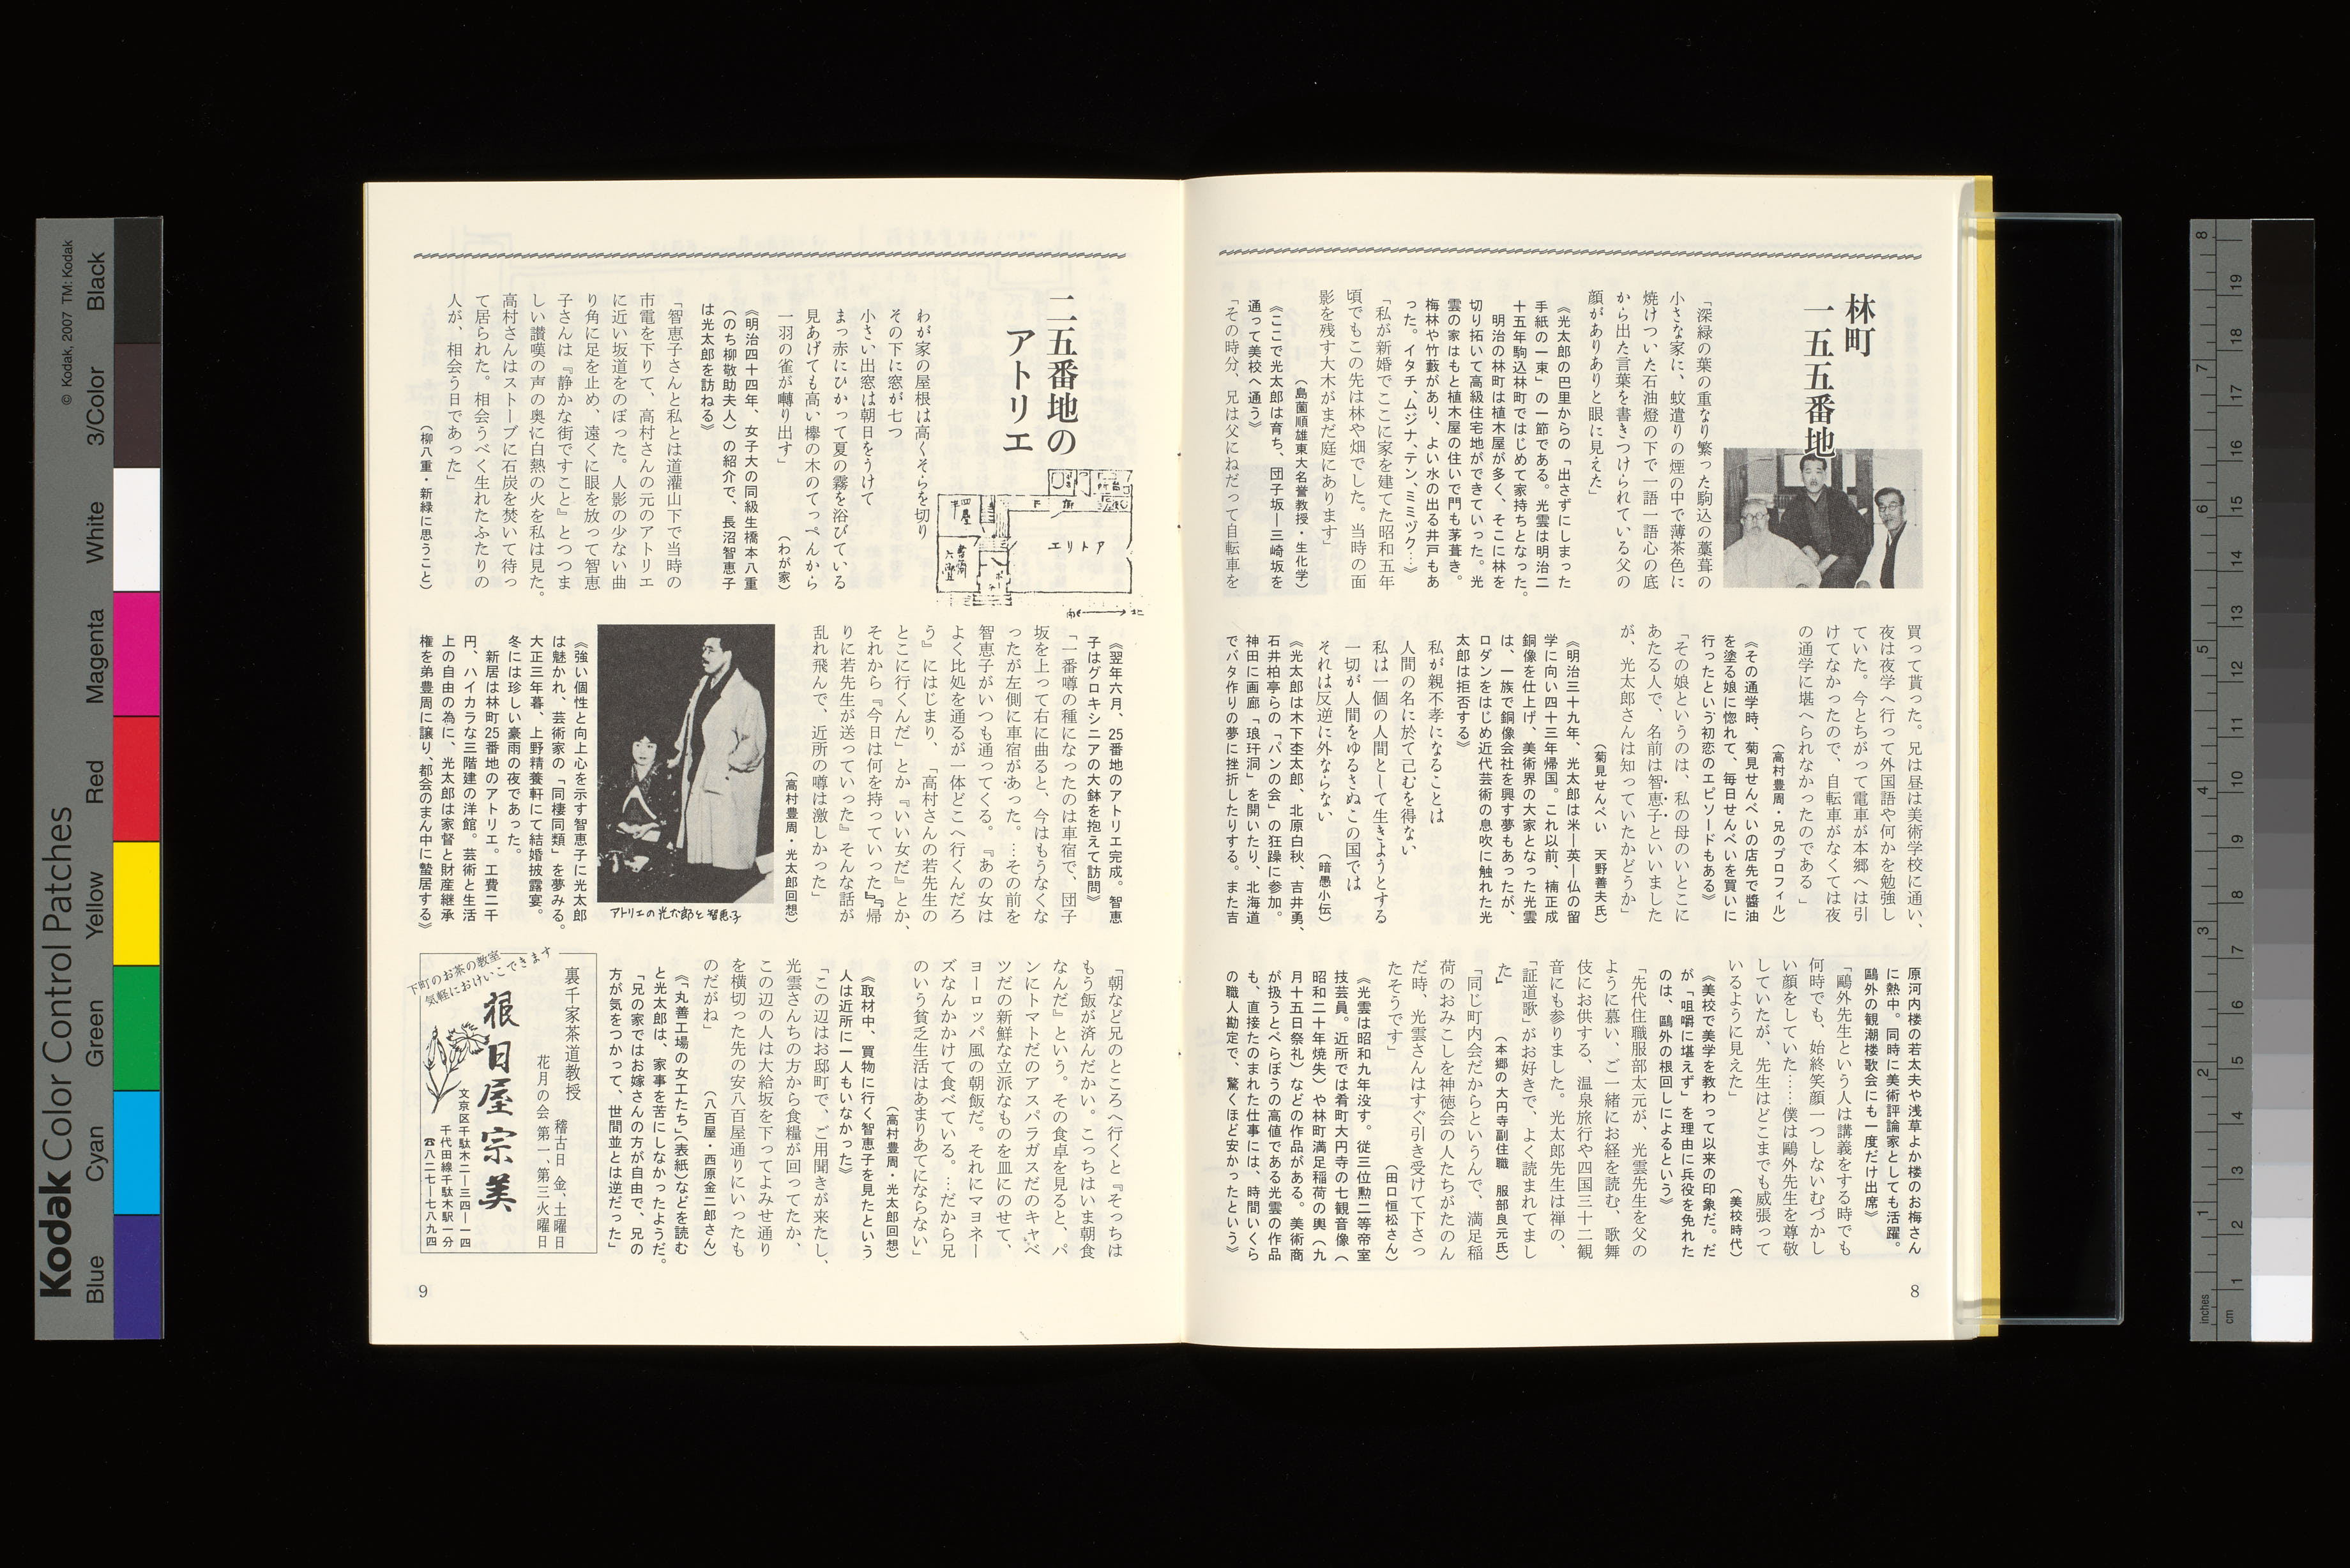 林町
一五五番地
「深緑の葉の重なり繁った駒込の藁葺の
小さな家に、蚊遣りの煙の中で薄茶色に
焼けついた石油燈の下で一語一語心の底
から出た言葉を書きつけられている父の
顔がありありと眼に見えた」
《光太郎の巴里からの「出さずにしまった
手紙の一束」の一節である。光雲は明治二
十五年駒込林町ではじめて家持ちとなった。
明治の林町は植木屋が多く、そこに林を
切り拓いて高級住宅地ができていった。光
雲の家はもと植木屋の住いで門も茅葺き。
梅林や竹藪があり、よい水の出る井戸もあ
った。イタチ、ムジナ、テン、ミミヅク…》
「私が新婚でここに家を建てた昭和五年
頃でもこの先は林や畑でした。当時の面
影を残す大木がまだ庭にあります」
（島薗順雄東大名誉教授・生化学）
《ここで光太郎は育ち、団子坂―三崎坂を
通って美校へ通う》
「その時分、兄は父にねだって自転車を
買って貰った。兄は昼は美術学校に通い、
夜は夜学へ行って外国語や何かを勉強し
ていた。今とちがって電車が本郷へは引
けてなかったので、自転車がなくては夜
の通学に堪へられなかったのである 」
（高村豊周・兄のプロフィル）
《その通学時、菊見せんべいの店先で醬油
を塗る娘に惚れて、毎日せんべいを買いに
行ったという初恋のエピソードもある》
「その娘というのは、私の母のいとこに
あたる人で、名前は智恵子といいました
が、光太郎さんは知っていたかどうか」
（菊見せんべい　天野善夫氏）
《明治三十九年、光太郎は米―英―仏の留
学に向い四十三年帰国。これ以前、楠正成
銅像を仕上げ、美術界の大家となった光雲
は、一族で銅像会社を興す夢もあったが、
ロダンをはじめ近代芸術の息吹に触れた光
太郎は拒否する》
私が親不孝になることは
人間の名に於て己むを得ない
私は一個の人間として生きようとする
一切が人間をゆるさぬこの国では
それは反逆に外ならない　（暗愚小伝）
《光太郎は木下杢太郎、北原白秋、吉井勇、
石井柏亭らの「パンの会」の狂躁に参加。
神田に画廊「琅玕洞」を開いたり、北海道
でバタ作りの夢に挫折したりする。また吉
原河内楼の若太夫や浅草よか楼のお梅さん
に熱中。同時に美術評論家としても活躍。
鷗外の観潮楼歌会にも一度だけ出席》
「鷗外先生という人は講義をする時でも
何時でも、始終笑顔一つしないむづかし
い顔をしていた……僕は鷗外先生を尊敬
していたが、先生はどこまでも威張って
いるように見えた」　（美校時代）
《美校で美学を教わって以来の印象だ。だ
が「咀嚼に堪えず」を理由に兵役を免れた
のは、鷗外の根回しによるという》
「先代住職服部太元が、光雲先生を父の
ように慕い、ご一緒にお経を読む、歌舞
伎にお供する、温泉旅行や四国三十二観
音にも参りました。光太郎先生は禅の、
「証道歌」がお好きで、よく読まれてまし
た」　（本郷の大円寺副住職　服部良元氏）
「同じ町内会だからというんで、満足稲
荷のおみこしを神徳会の人たちがたのん
だ時、光雲さんはすぐ引き受けて下さっ
たそうです」　（田口恒松さん）
《光雲は昭和九年没す。従三位勲二等帝室
技芸員。近所では肴町大円寺の七観音像（
昭和二十年焼失）や林町満足稲荷の輿（九
月十五日祭礼）などの作品がある。美術商
が扱うとべらぼうの高値である光雲の作品
も、直接たのまれた仕事には、時間いくら
の職人勘定で、驚くほど安かったという》
8
二五番地の
アトリエ
アトリエ
四畳
六畳
南←→北
わが家の屋根は高くそらを切り
その下に窓が七つ
小さい出窓は朝日をうけて
まっ赤にひかって夏の霧を浴びている
見あげても高い欅の木のてっぺんから
一羽の雀が囀り出す」　（わが家）
《明治四十四年、女子大の同級生橋本八重
（のち柳敬助夫人）の紹介で、長沼智恵子
は光太郎を訪ねる》
「智恵子さんと私とは道灌山下で当時の
市電を下りて、高村さんの元のアトリエ
に近い坂道をのぼった。人影の少ない曲
り角に足を止め、遠くに眼を放って智恵
子さんは『静かな街ですこと』とつつま
しい讃嘆の声の奥に白熱の火を私は見た。
高村さんはストーブに石炭を焚いて待っ
て居られた。相会うべく生れたふたりの
人が、相会う日であった」
（柳八重・新緑に思うこと）
《翌年六月、25番地のアトリエ完成。智恵
子はグロキシニアの大鉢を抱えて訪問》
「一番噂の種になったのは車宿で、団子
坂を上って右に曲ると、今はもうなくな
ったが左側に車宿があった。…その前を
智恵子がいつも通ってくる。『あの女は
よく此処を通るが一体どこへ行くんだろ
う』にはじまり、「高村さんの若先生の
とこに行くんだ」とか『いい女だ』とか、
それから『今日は何を持っていった』『帰
りに若先生が送っていった』そんな話が
乱れ飛んで、近所の噂は激しかった」
（高村豊周・光太郎回想）
アトリエの光太郎と智恵子
《強い個性と向上心を示す智恵子に光太郎
は魅かれ、芸術家の「同棲同類」を夢みる。
大正三年暮、上野精養軒にて結婚披露宴。
冬には珍しい豪雨の夜であった。
新居は林町25番地のアトリエ。工費二千
円、ハイカラな三階建の洋館。芸術と生活
上の自由の為に、光太郎は家督と財産継承
権を弟豊周に譲り、都会のまん中に蟄居する》
「朝など兄のところへ行くと『そっちは
もう飯が済んだかい。こっちはいま朝食
なんだ』という。その食卓を見ると、パ
ンにトマトだのアスパラガスだのキャベ
ツだの新鮮な立派なものを皿にのせて、
ヨーロッパ風の朝飯だ。それにマヨネー
ズなんかかけて食べている。…だから兄
のいう貧乏生活はあまりあてにならない」
（高村豊周・光太郎回想）
《取材中、買物に行く智恵子を見たという
人は近所に一人もいなかった》
「この辺はお邸町で、ご用聞きが来たし、
光雲さんちの方から食糧が回ってたか、
この辺の人は大給坂を下ってよみせ通り
を横切った先の安八百屋通りにいったも
のだがね」　（八百屋・西原金二郎さん）
《「丸善工場の女工たち」（表紙）などを読む
と光太郎は、家事を苦にしなかったようだ。
「兄の家ではお嫁さんの方が自由で、兄の
方が気をつかって、世間並とは逆だった」
裏千家茶道教授
稽古日 金、土曜日
花月の会 第一、第三火曜日
根日屋宗美
下町のお茶の教室
気軽におけいこできます
文京区千駄木二―三四―一四
千代田線千駄木駅一分
☎八二七―七八九四
9
Kodak Color Control Patches
© Kodak, 2007 TM: Kodak
Blue Cyan Green Yellow Red Magenta White 3/Color Black
inches 1 2 3 4 5 6 7 8
cm 1 2 3 4 5 6 7 8 9 10 11 12 13 14 15 16 17 18 19